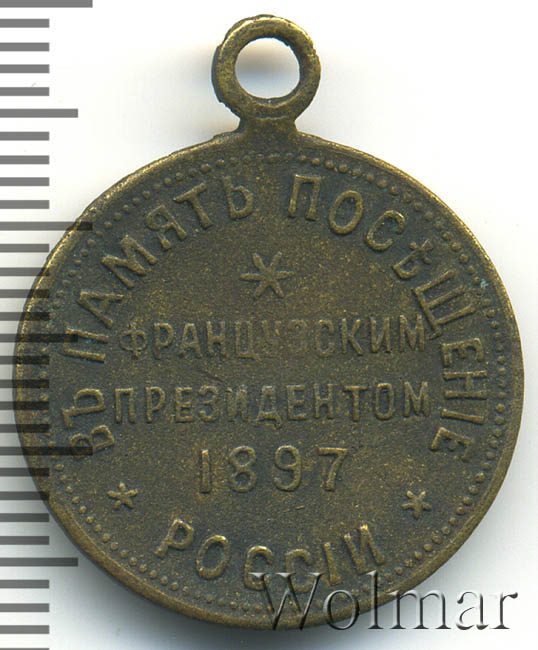 ВЪ ПАМЯТЬ ПОСѢЩЕНІЕ
ФРАНЦУЗСКИМ
ПРЕЗИДЕНТОМ
1897
РОССІИ
Wolmar